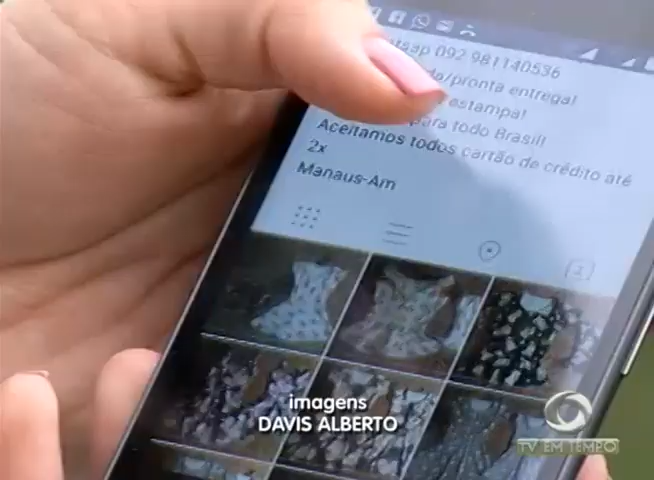 092 981140536
/pronta entrega!
estampa!
para todo Brasil!
Aceitamos todos cartão de crédito até
2x
Manaus-Am
imagens
DAVIS ALBERTO
TV EM TEMPO